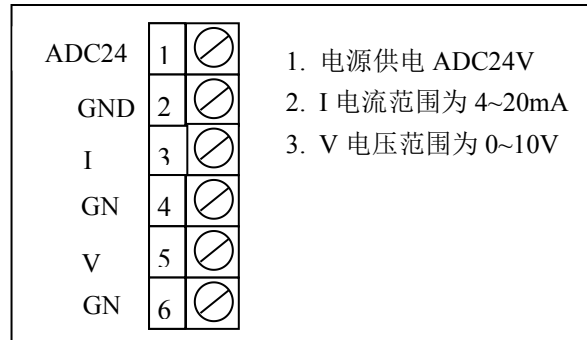 ADC24 1
GND 2
I 3
GN 4
V 5
GN 6
1. 电源供电 ADC24V
2. I 电流范围为 4~20mA
3. V 电压范围为 0~10V